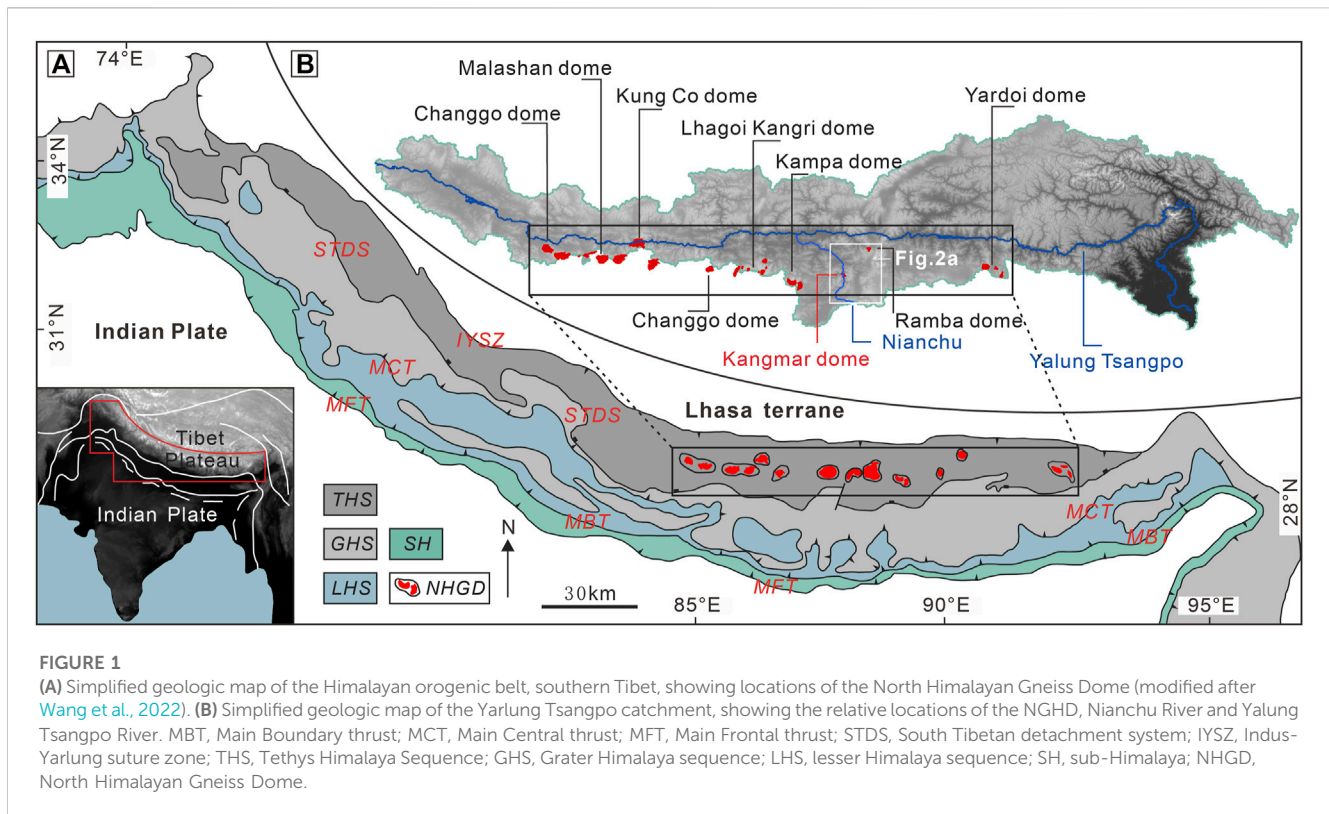 A
74°E
34°N
31°N
B
Malashan dome
Changgo dome
Kung Co dome
Lhagoi Kangri dome
Kampa dome
Yardoi dome
Fig.2a
Changgo dome
Ramba dome
Nianchu
Kangmar dome
Yalung Tsangpo
STDS
IYSZ
Indian Plate
MCT
MFT
STDS
Lhasa terrane
Tibet
Plateau
Indian Plate
THS
GHS
SH
LHS
NHGD
N
30km
MBT
MFT
MCT
MBT
28°N
85°E
90°E
95°E
FIGURE 1
(A) Simplified geologic map of the Himalayan orogenic belt, southern Tibet, showing locations of the North Himalayan Gneiss Dome (modified after
Wang et al., 2022). (B) Simplified geologic map of the Yarlung Tsangpo catchment, showing the relative locations of the NGHD, Nianchu River and Yalung
Tsangpo River. MBT, Main Boundary thrust; MCT, Main Central thrust; MFT, Main Frontal thrust; STDS, South Tibetan detachment system; IYSZ, Indus-
Yarlung suture zone; THS, Tethys Himalaya Sequence; GHS, Grater Himalaya sequence; LHS, lesser Himalaya sequence; SH, sub-Himalaya; NHGD,
North Himalayan Gneiss Dome.